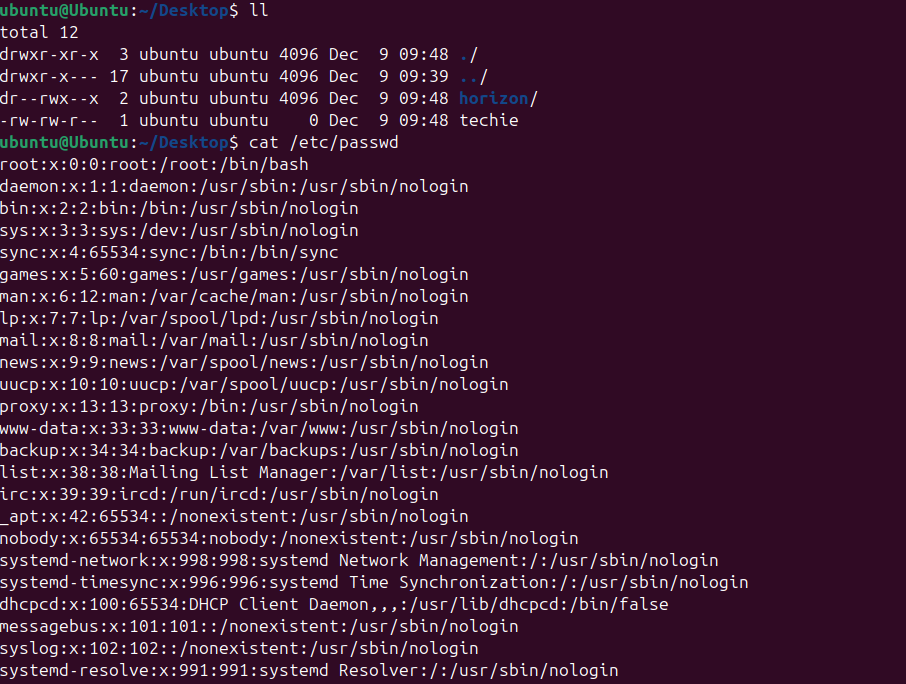 ubuntu@Ubuntu:~/Desktop$ ll
total 12
drwxr-xr-x  3 ubuntu ubuntu 4096 Dec  9 09:48 ./
drwxr-x--- 17 ubuntu ubuntu 4096 Dec  9 09:39 ../
dr--rwx--x  2 ubuntu ubuntu 4096 Dec  9 09:48 horizon/
-rw-rw-r--  1 ubuntu ubuntu    0 Dec  9 09:48 techie
ubuntu@Ubuntu:~/Desktop$ cat /etc/passwd
root:x:0:0:root:/root:/bin/bash
daemon:x:1:1:daemon:/usr/sbin:/usr/sbin/nologin
bin:x:2:2:bin:/bin:/usr/sbin/nologin
sys:x:3:3:sys:/dev:/usr/sbin/nologin
sync:x:4:65534:sync:/bin:/bin/sync
games:x:5:60:games:/usr/games:/usr/sbin/nologin
man:x:6:12:man:/var/cache/man:/usr/sbin/nologin
lp:x:7:7:lp:/var/spool/lpd:/usr/sbin/nologin
mail:x:8:8:mail:/var/mail:/usr/sbin/nologin
news:x:9:9:news:/var/spool/news:/usr/sbin/nologin
uucp:x:10:10:uucp:/var/spool/uucp:/usr/sbin/nologin
proxy:x:13:13:proxy:/bin:/usr/sbin/nologin
www-data:x:33:33:www-data:/var/www:/usr/sbin/nologin
backup:x:34:34:backup:/var/backups:/usr/sbin/nologin
list:x:38:38:Mailing List Manager:/var/list:/usr/sbin/nologin
irc:x:39:39:ircd:/run/ircd:/usr/sbin/nologin
_apt:x:42:65534::/nonexistent:/usr/sbin/nologin
nobody:x:65534:65534:nobody:/nonexistent:/usr/sbin/nologin
systemd-network:x:998:998:systemd Network Management:/:/usr/sbin/nologin
systemd-timesync:x:996:996:systemd Time Synchronization:/:/usr/sbin/nologin
dhcpcd:x:100:65534:DHCP Client Daemon,,,:/usr/lib/dhcpcd:/bin/false
messagebus:x:101:101::/nonexistent:/usr/sbin/nologin
syslog:x:102:102::/nonexistent:/usr/sbin/nologin
systemd-resolve:x:991:991:systemd Resolver:/:/usr/sbin/nologin